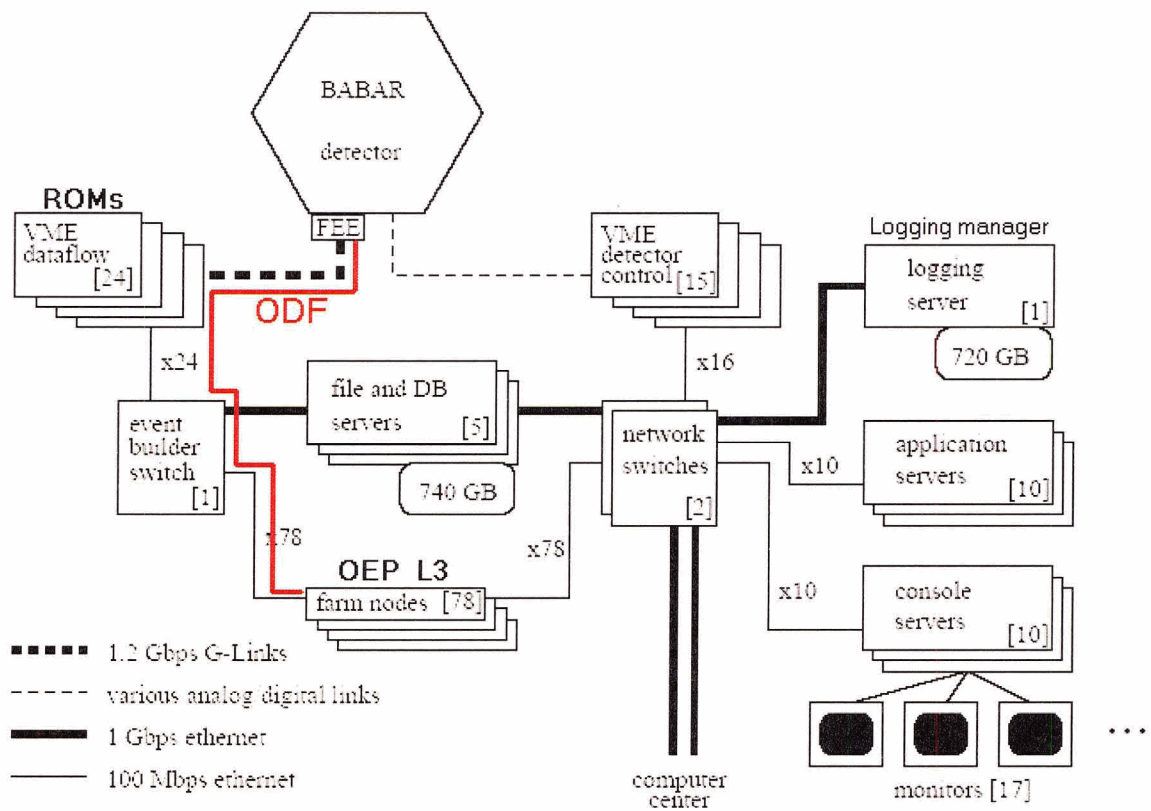 BABAR
detector
FEE
ROMs
VME
dataflow
[24]
ODF
VME
detector
control
[15]
Logging manager
logging
server
[1]
720 GB
x24
x16
event
builder
switch
[1]
file and DB
servers
[5]
740 GB
network
switches
[2]
x10
application
servers
[10]
x78
x78
OEP L3
farm nodes
[78]
x10
console
servers
[10]
1.2 Gbps G-Links
various analog/digital links
1 Gbps ethernet
100 Mbps ethernet
computer
center
monitors [17]
...